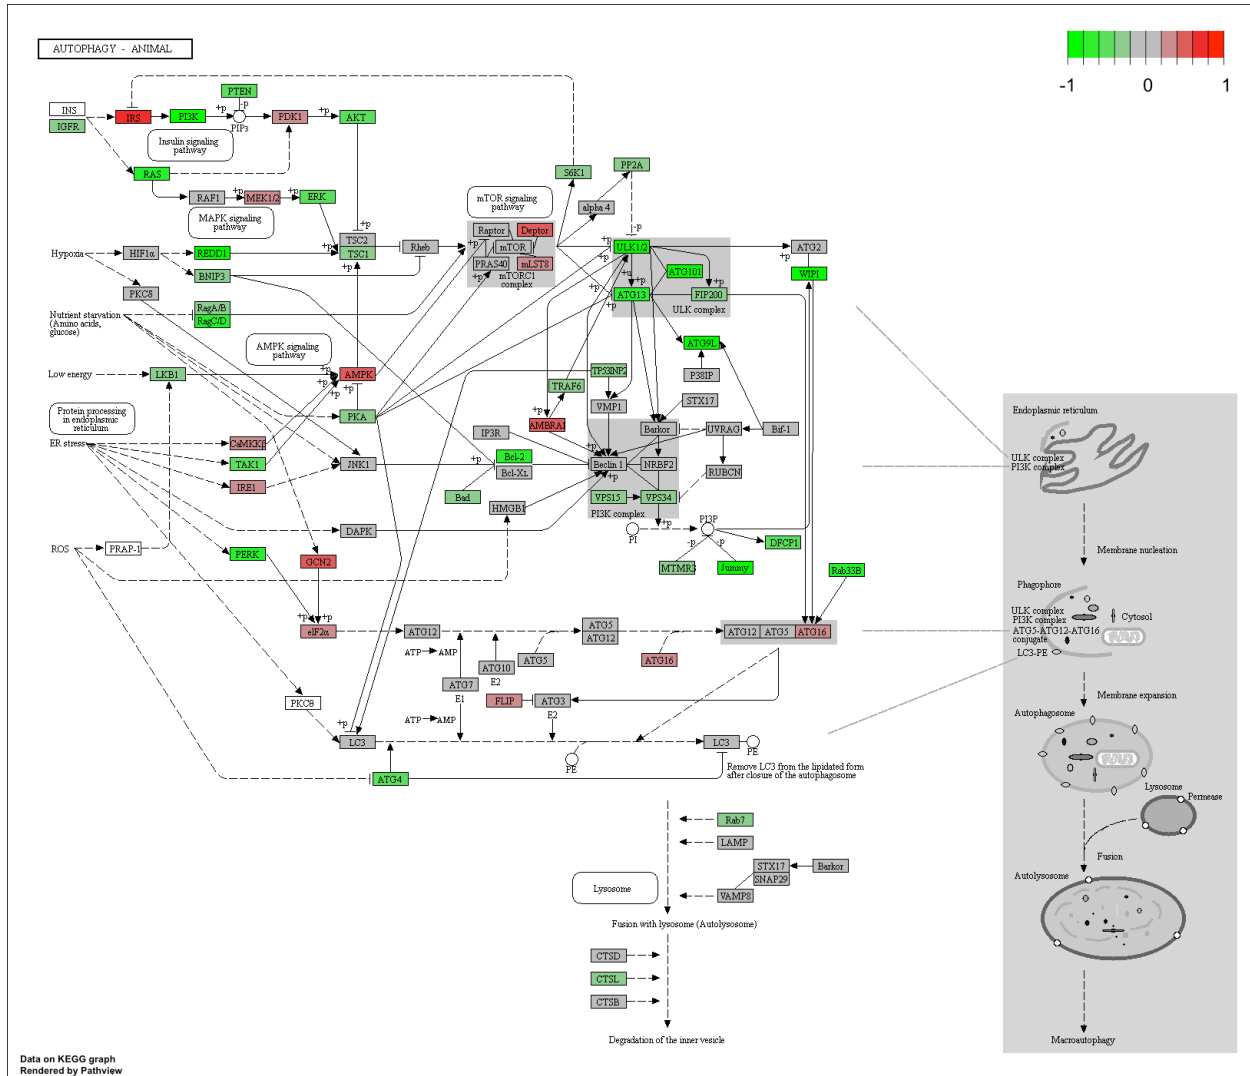 AUTOPHAGY - ANIMAL
-1 0 1
PTEN
INS
IGFR
IRS
+p
PI3K
+p
-p
PIP3
+p
PDK1
+p
AKT
Insulin signaling
pathway
RAS
RAF1
+p
MEK1/2
+p
ERK
MAPK signaling
pathway
+p
+p
TSC2
TSC1
Rheb
Hypoxia
HIF1α
REDD1
BNIP3
PKCδ
RagA/B
RagC/D
Nutrient starvation
(Amino acids,
glucose)
mTOR signaling
pathway
Raptor
Deptor
+p
mTOR
PRAS40
mLST8
+p
mTORC1
complex
S6K1
PP2A
alpha 4
-p
+p
ULK1/2
+p
+u
+p
ATG101
ATG13
+p
+p
FIP200
ULK complex
ATG2
+p
WIPI
AMPK signaling
pathway
Low energy
LKB1
+p
+p
+p
AMPK
+p
PKA
Protein processing
in endoplasmic
reticulum
ER stress
CaMKKβ
TAK1
IRE1
JNK1
DAPK
IP3R
Bcl-2
Bcl-XL
+p
Bad
HMGB1
TRAF6
TP53INP2
VMP1
+p
AMBRA1
ATG9L
P38IP
STX17
Barkor
UVRAG
Bif-1
+p
Beclin 1
NRBF2
RUBCN
+p
VPS15
VPS34
PI3K complex
+p
PI
PI3P
-p
-p
DFCP1
MTMR3
Jummy
Rab33B
ROS
PRAP-1
PERK
GCN2
+p
+p
eIF2α
ATG12
ATP
AMP
ATG7
E1
ATG10
E2
ATG5
ATG5
ATG12
ATG16
ATG12
ATG5
ATG16
FLIP
ATG3
E2
ATP
AMP
PKCθ
+p
LC3
LC3
PE
PE
ATG4
Remove LC3 from the lipidated form
after closure of the autophagosome
Rab7
LAMP
STX17
SNAP29
Barkor
VAMP8
Lysosome
Fusion with lysosome (Autolysosome)
CTSD
CTSL
CTSB
Degradation of the inner vesicle
Endoplasmic reticulum
ULK complex
PI3K complex
Membrane nucleation
Phagophore
ULK complex
PI3K complex
ATG5-ATG12-ATG16
conjugate
LC3-PE
Cytosol
Membrane expansion
Autophagosome
Lysosome
Permease
Fusion
Autolysosome
Macroautophagy
Data on KEGG graph
Rendered by Pathview